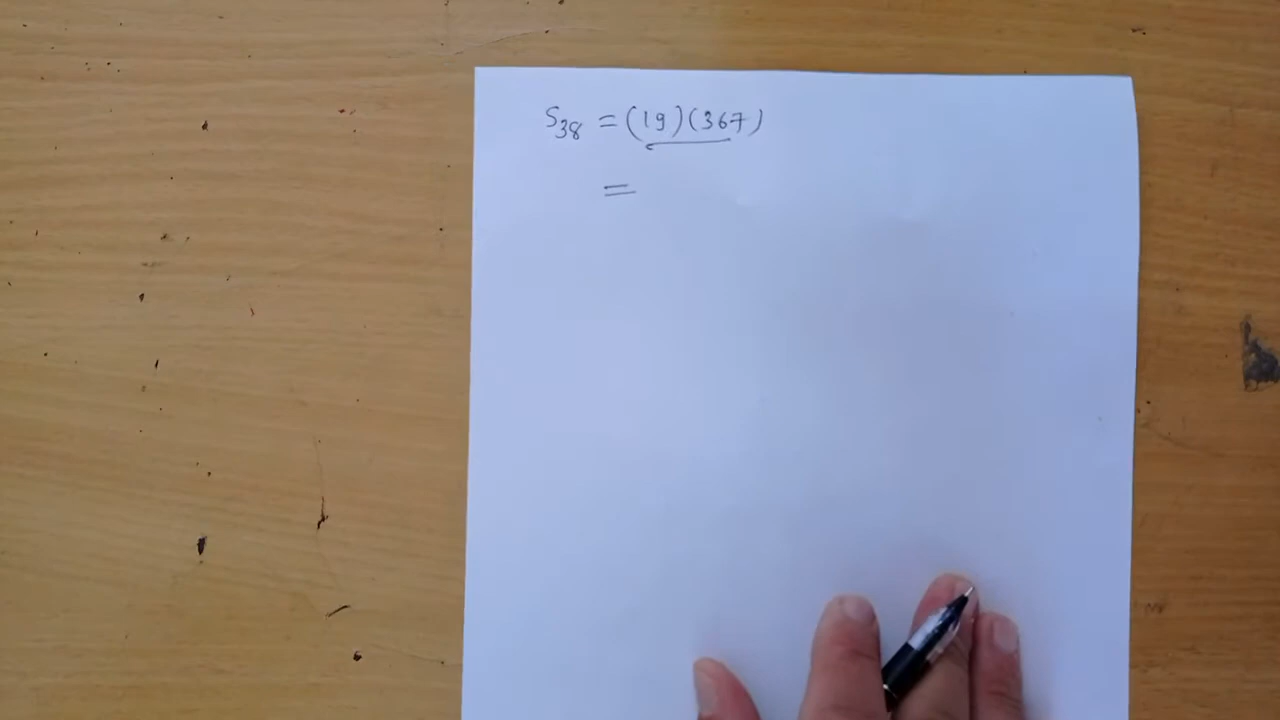 S₃₈ = (19)(367)
=